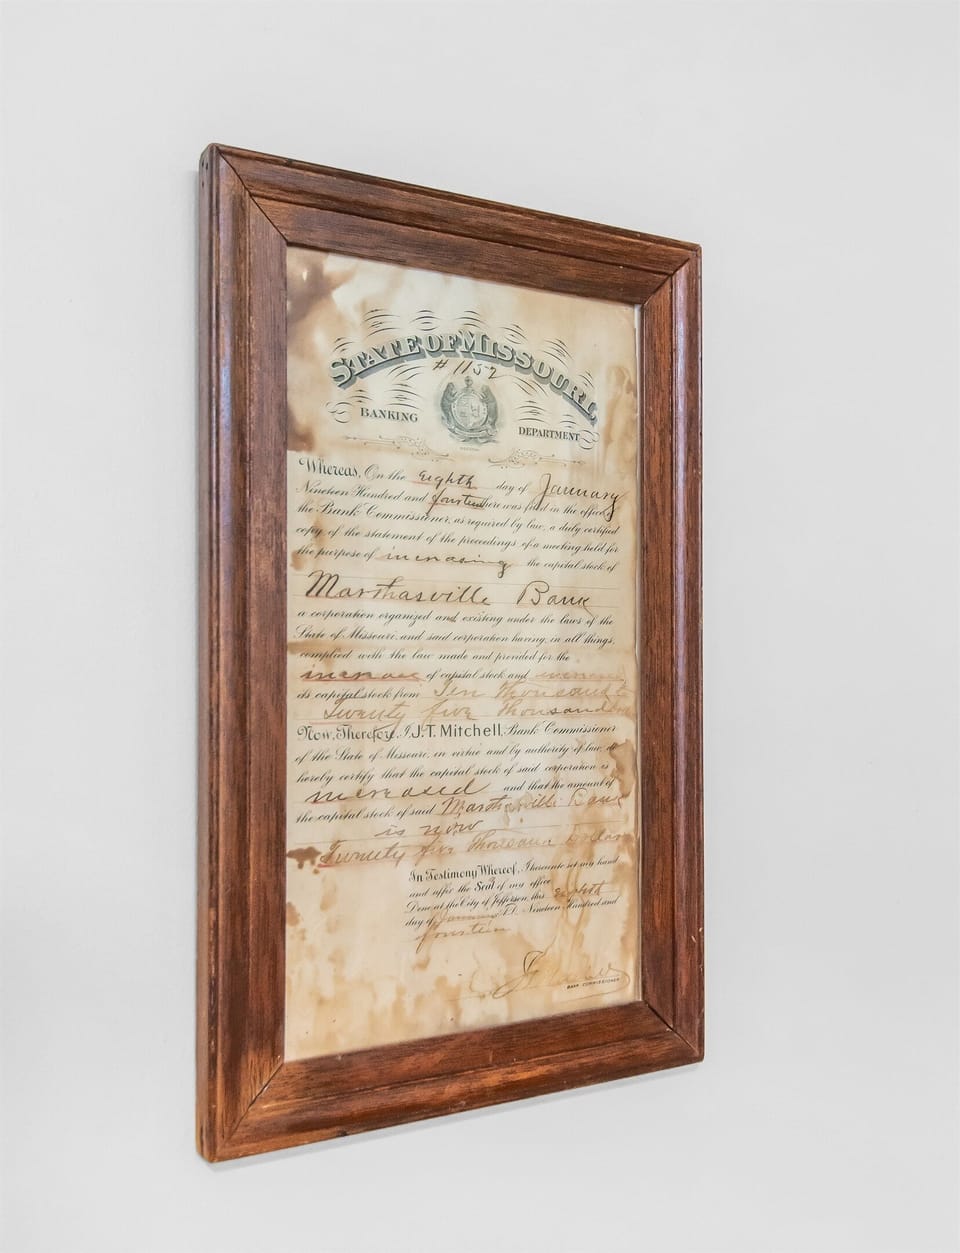 STATE OF MISSOURI,
# 1152
BANKING DEPARTMENT
Whereas, On the eighth day of January
Nineteen Hundred and fourteen there was filed in the office of
the Bank Commissioner, as required by law, a duly certified
copy of the statement of the proceedings of a meeting held for
the purpose of increasing the capital stock of
Marthasville Bank
a corporation organized and existing under the laws of the
State of Missouri, and said corporation having, in all things,
complied with the law made and provided for the
increase of capital stock and increased
its capital stock from Ten thousand to
Twenty five thousand
Now, Therefore, I, J.T. Mitchell, Bank Commissioner
of the State of Missouri, in virtue and by authority of law, do
hereby certify that the capital stock of said corporation is
increased and that the amount of
the capital stock of said Marthasville Bank
is now
Twenty five thousand Dollars
In Testimony Whereof, I hereunto set my hand
and affix the Seal of my office
Done at the City of Jefferson, this eighth
day of January A.D. Nineteen Hundred and
fourteen
BANK COMMISSIONER